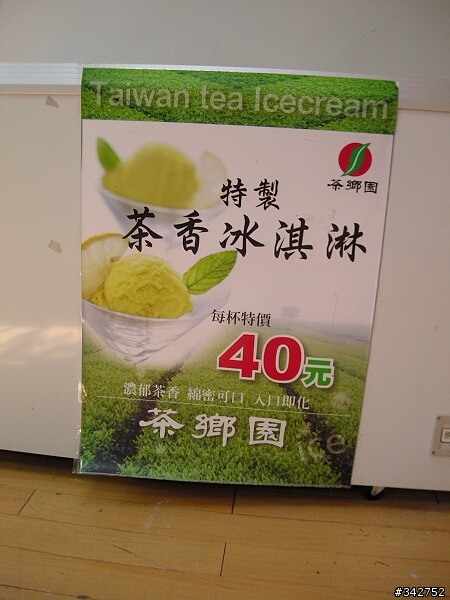 Taiwan tea Icecream
茶鄉園
特製
茶香冰淇淋
每杯特價
40元
濃郁茶香 綿密可口 入口即化
茶鄉園
ice
#342752